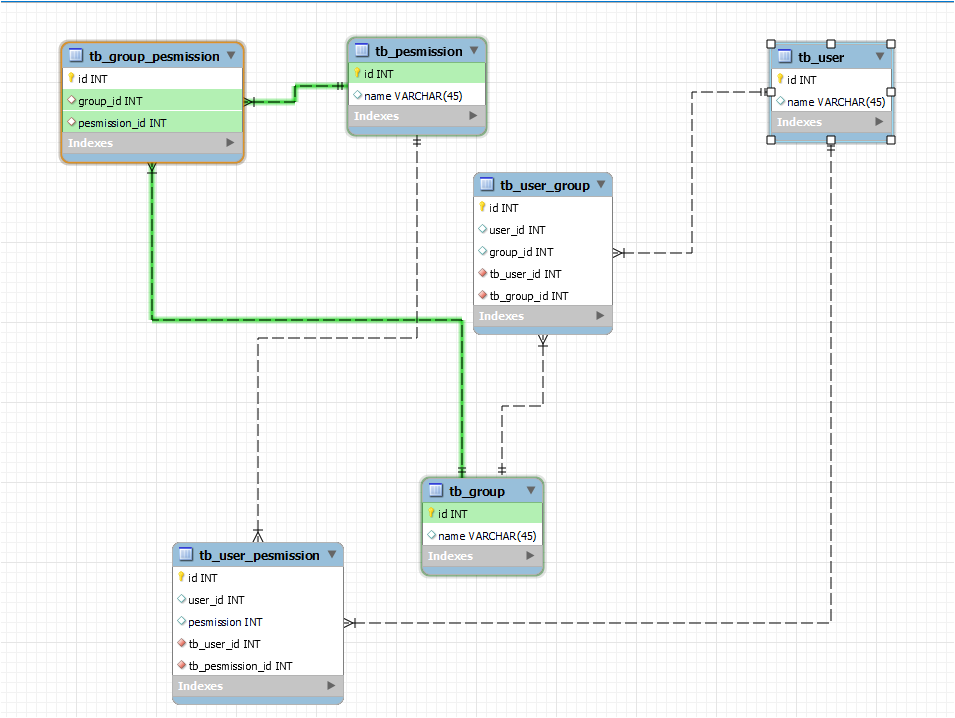 tb_group_pesmission
id INT
group_id INT
pesmission_id INT
Indexes
tb_pesmission
id INT
name VARCHAR(45)
Indexes
tb_user
id INT
name VARCHAR(45)
Indexes
tb_user_group
id INT
user_id INT
group_id INT
tb_user_id INT
tb_group_id INT
Indexes
tb_group
id INT
name VARCHAR(45)
Indexes
tb_user_pesmission
id INT
user_id INT
pesmission INT
tb_user_id INT
tb_pesmission_id INT
Indexes